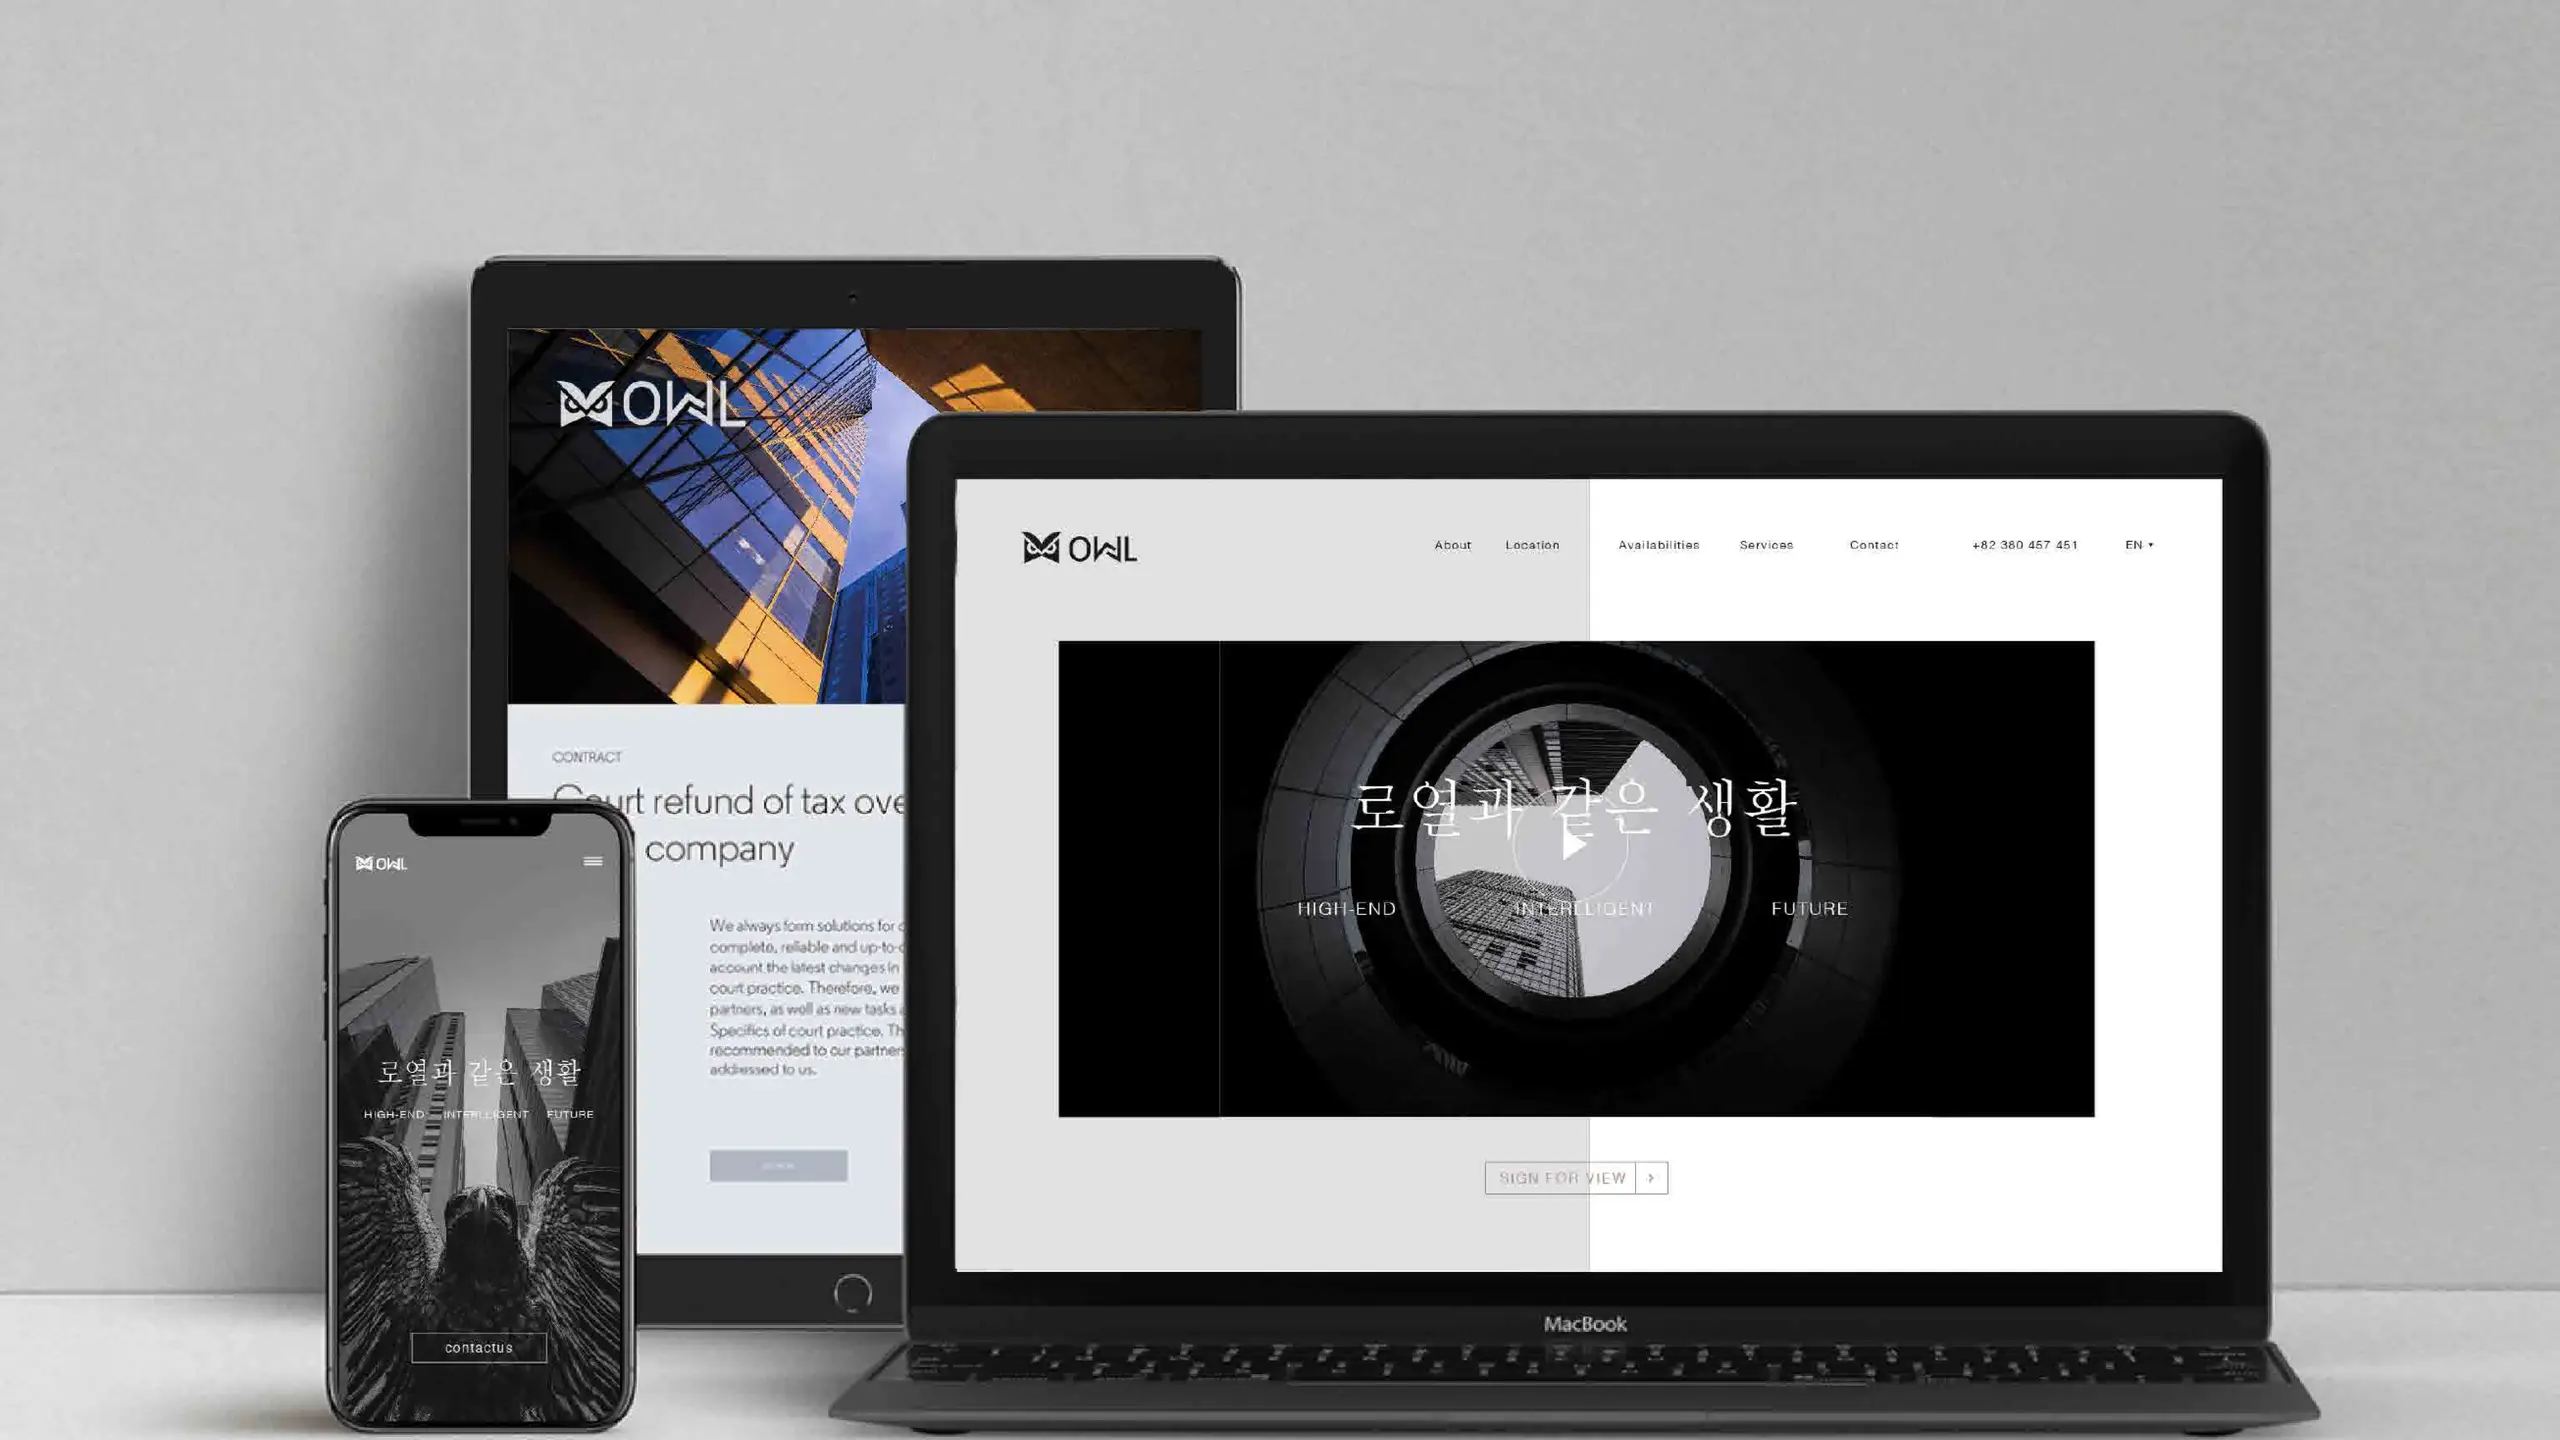 OWL
CONTRACT
Court refund of tax ove
company
We always form solutions for
complete, reliable and up-to-
account the latest changes in
court practice. Therefore, we
partners, as well as new tasks
Specifics of court practice. Th
recommended to our partner
addressed to us.
OWL
로열과 같은 생활
HIGH-END INTERLLIGENT FUTURE
contactus
OWL
About Location Availabilities Services Contact +82 380 457 451 EN
로열과 같은 생활
HIGH-END INTERLLIGENT FUTURE
SIGN FOR VIEW
MacBook